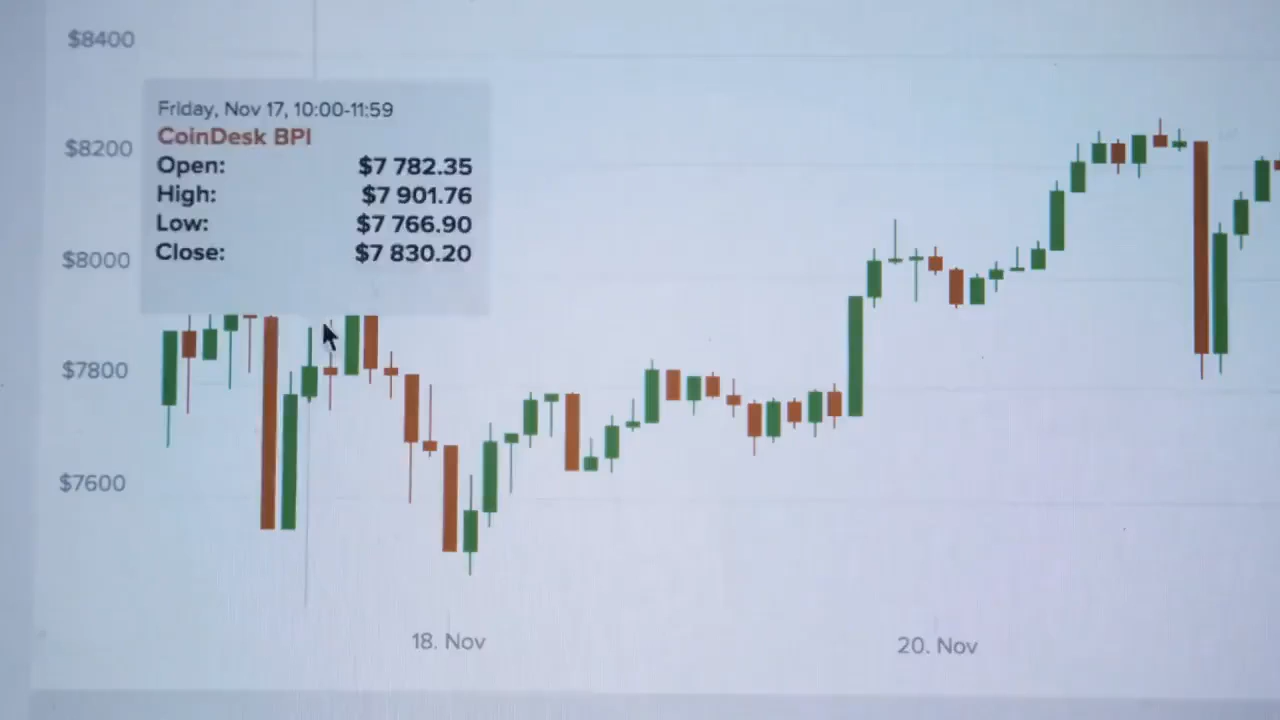 $8400
Friday, Nov 17, 10:00-11:59
CoinDesk BPI
$8200
Open: $7 782.35
High: $7 901.76
Low: $7 766.90
$8000
Close: $7 830.20
$7800
$7600
18. Nov
20. Nov